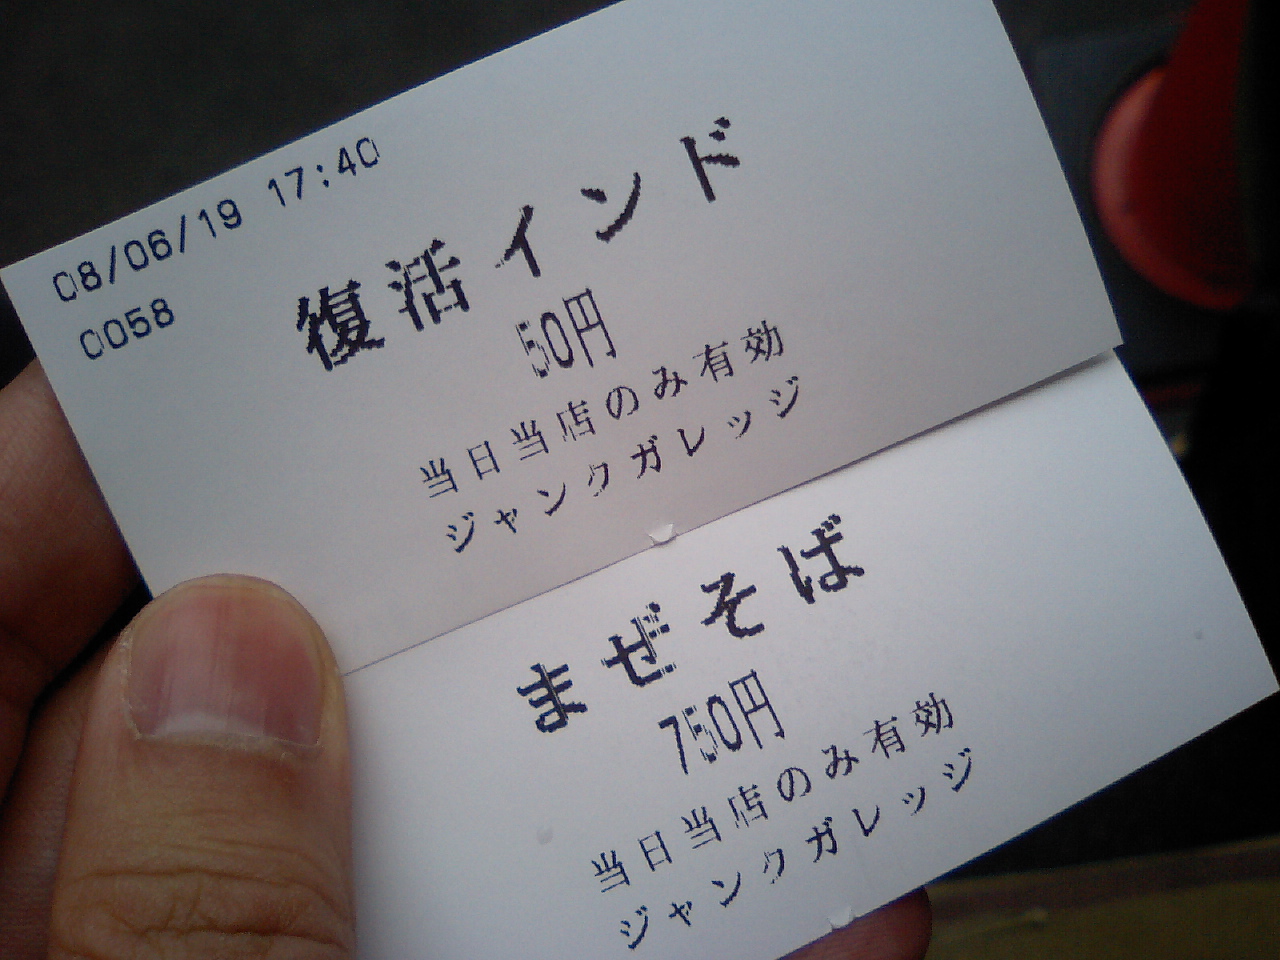 08/06/19 17:40
0058
復活インド
50円
当日当店のみ有効
ジャンクガレッジ
まぜそば
750円
当日当店のみ有効
ジャンクガレッジ